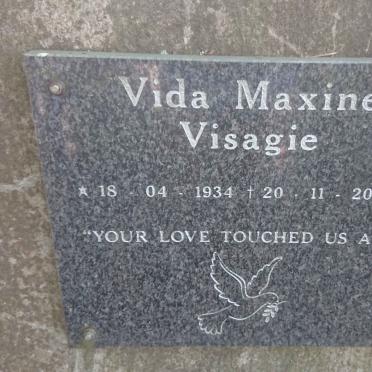 Vida Maxine
Visagie
* 18 - 04 - 1934 † 20 - 11 - 20
"YOUR LOVE TOUCHED US A